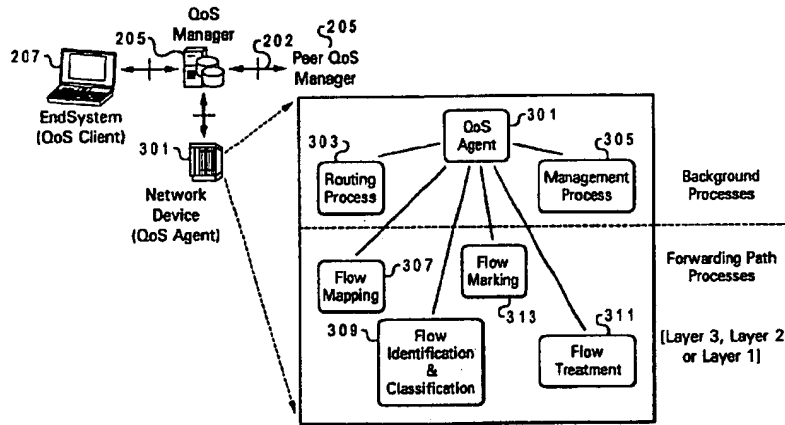 QoS
Manager
205
202
205
207
Peer QoS
Manager
EndSystem
(QoS Client)
301
Network
Device
(QoS Agent)
QoS
Agent
301
303
Routing
Process
305
Management
Process
Background
Processes
Flow
Mapping
307
Flow
Marking
313
Forwarding Path
Processes
309
Flow
Identification
&
Classification
311
Flow
Treatment
[Layer 3, Layer 2
or Layer 1]